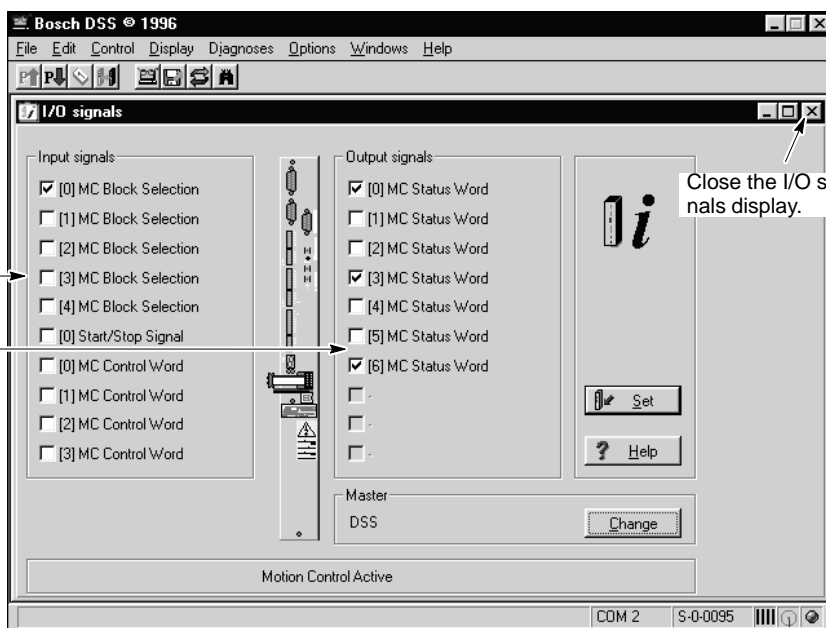 Bosch DSS © 1996
File Edit Control Display Diagnoses Options Windows Help
I/O signals
Close the I/O s
nals display.
Input signals
[0] MC Block Selection
[1] MC Block Selection
[2] MC Block Selection
[3] MC Block Selection
[4] MC Block Selection
[0] Start/Stop Signal
[0] MC Control Word
[1] MC Control Word
[2] MC Control Word
[3] MC Control Word
Output signals
[0] MC Status Word
[1] MC Status Word
[2] MC Status Word
[3] MC Status Word
[4] MC Status Word
[5] MC Status Word
[6] MC Status Word
-
-
-
Set
Help
Master
DSS
Change
Motion Control Active
COM 2 S-0-0095